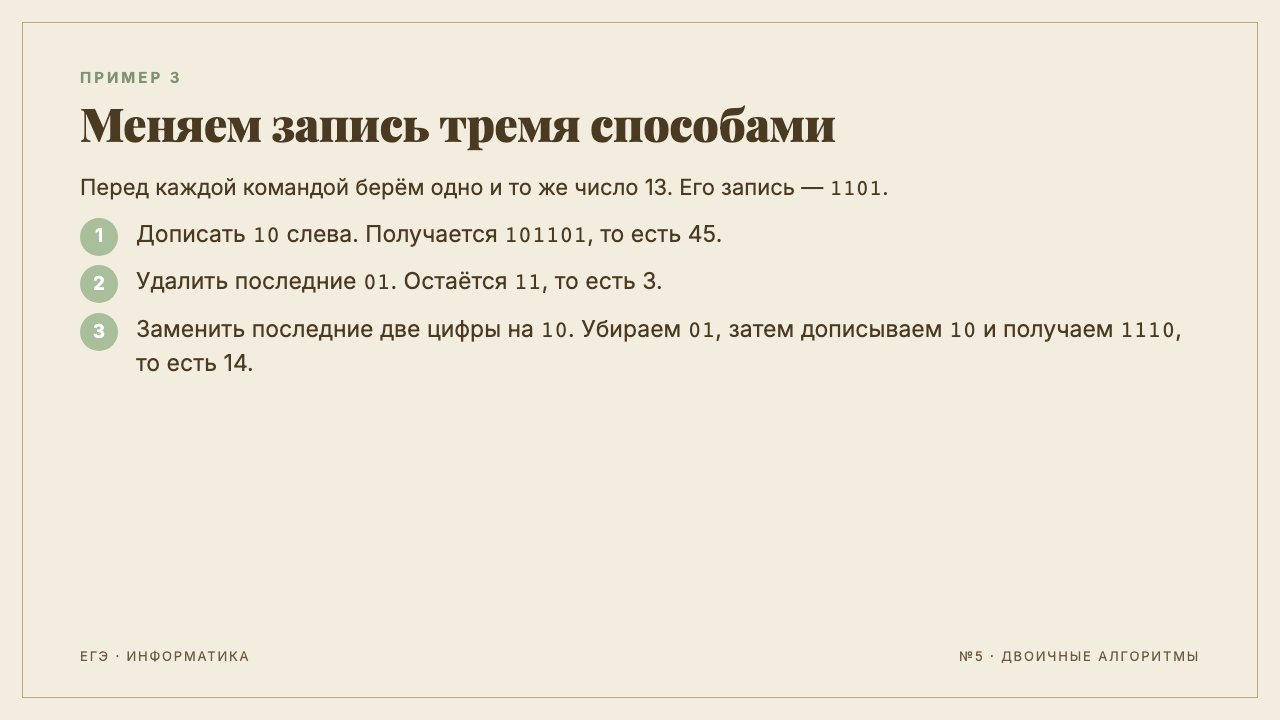 ПРИМЕР 3
Меняем запись тремя способами
Перед каждой командой берём одно и то же число 13. Его запись — 1101.
1 Дописать 10 слева. Получается 101101, то есть 45.
2 Удалить последние 01. Остаётся 11, то есть 3.
3 Заменить последние две цифры на 10. Убираем 01, затем дописываем 10 и получаем 1110,
то есть 14.
ЕГЭ · ИНФОРМАТИКА
№5 · ДВОИЧНЫЕ АЛГОРИТМЫ